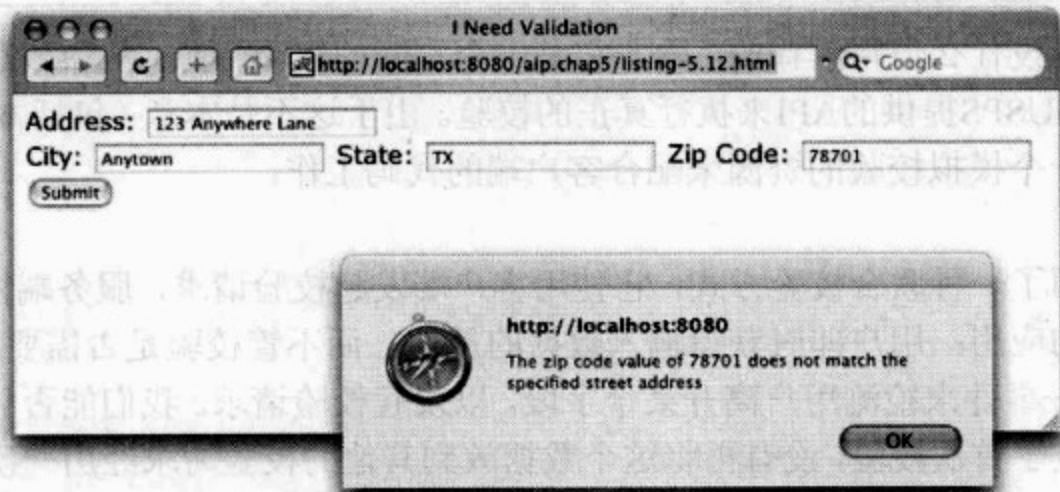 I Need Validation
http://localhost:8080/aip.chap5/listing-5.12.html
Google
Address: 123 Anywhere Lane
City: Anytown State: TX Zip Code: 78701
Submit
http://localhost:8080
The zip code value of 78701 does not match the
specified street address
OK